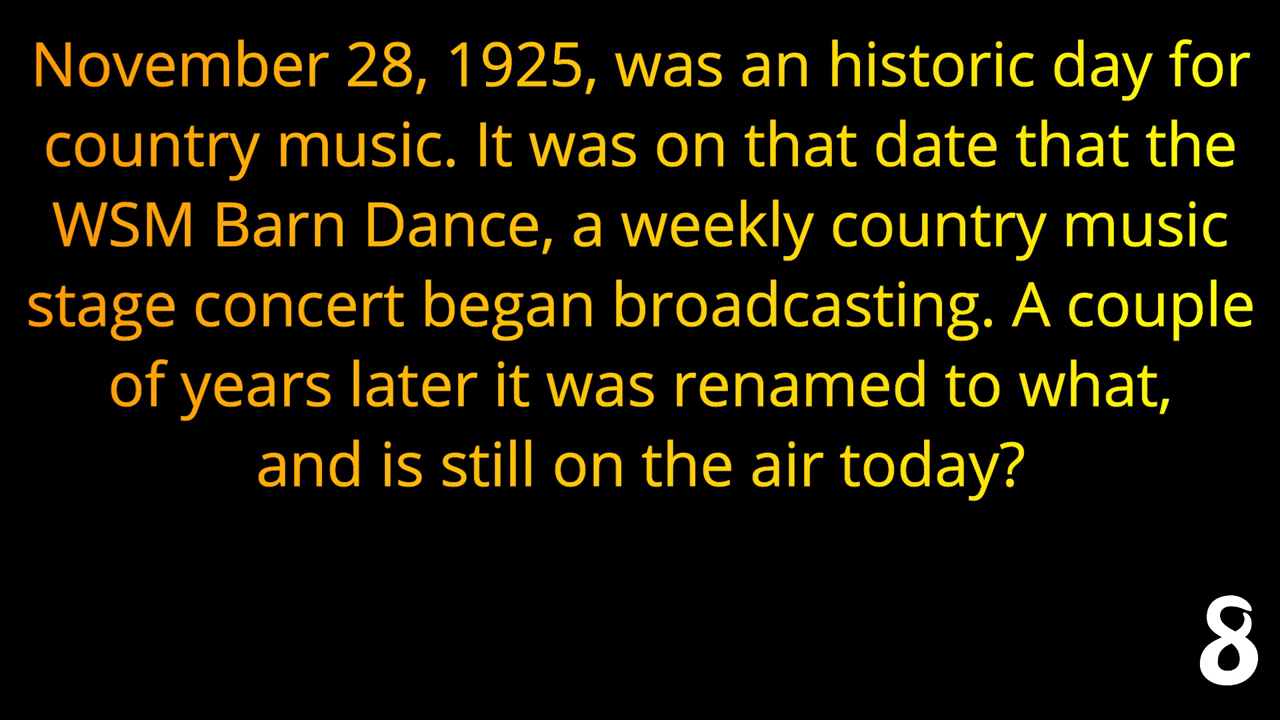 November 28, 1925, was an historic day for
country music. It was on that date that the
WSM Barn Dance, a weekly country music
stage concert began broadcasting. A couple
of years later it was renamed to what,
and is still on the air today?
8